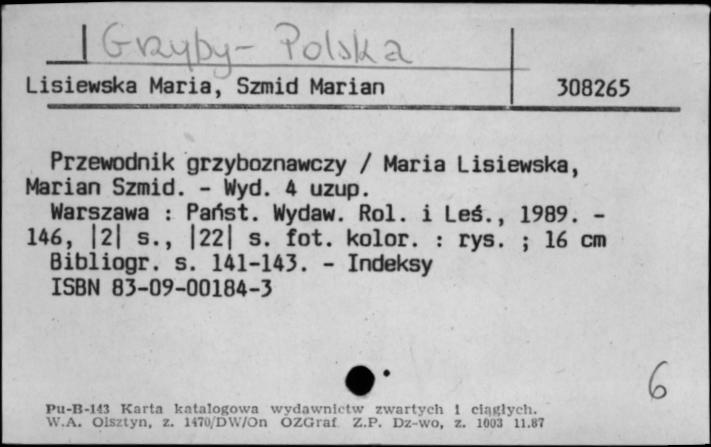 Grzyby - Polska
Lisiewska Maria, Szmid Marian 308265
Przewodnik grzyboznawczy / Maria Lisiewska,
Marian Szmid. - Wyd. 4 uzup.
Warszawa : Państ. Wydaw. Rol. i Leś., 1989. -
146, |2| s., |22| s. fot. kolor. : rys. ; 16 cm
Bibliogr. s. 141-143. - Indeksy
ISBN 83-09-00184-3
6
Pu-B-143 Karta katalogowa wydawnictw zwartych i ciągłych.
W.A. Olsztyn, z. 1470/DW/On OZGraf Z.P. Dz-wo, z. 1003 11.87